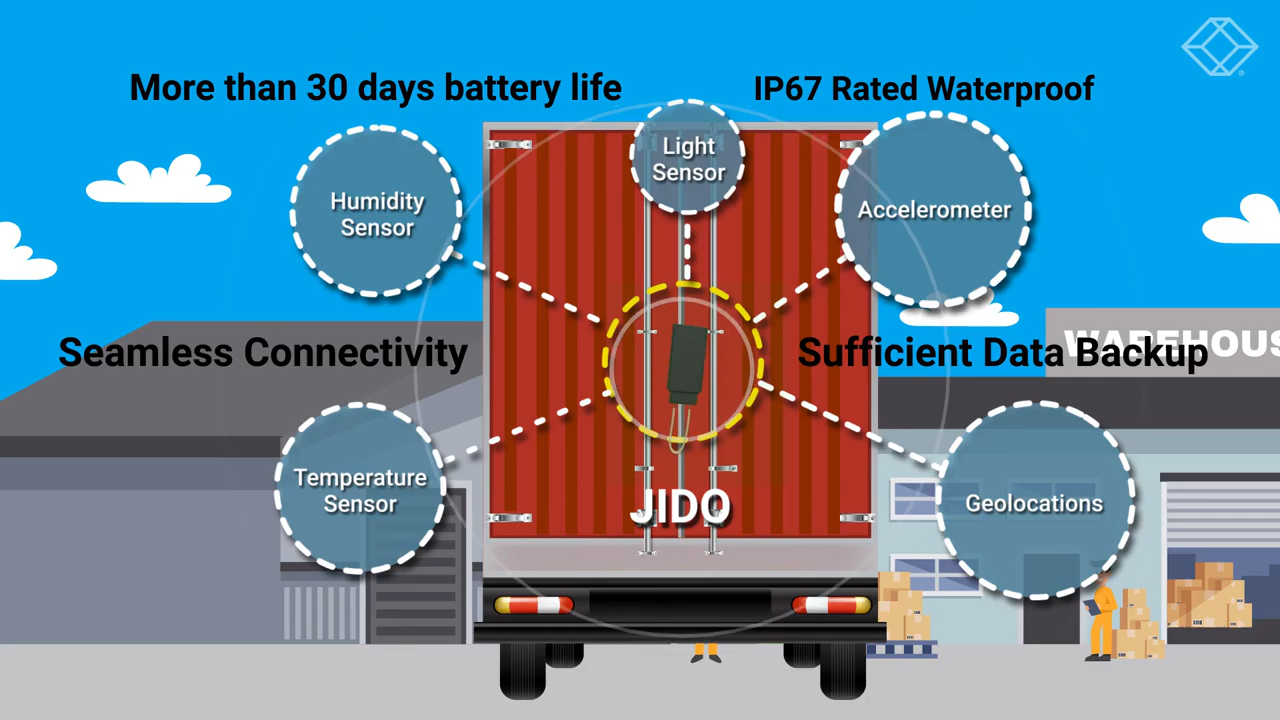 More than 30 days battery life
IP67 Rated Waterproof
Light
Sensor
Humidity
Sensor
Accelerometer
Seamless Connectivity
Sufficient Data Backup
WAREHOUS
Temperature
Sensor
Geolocations
JIDO